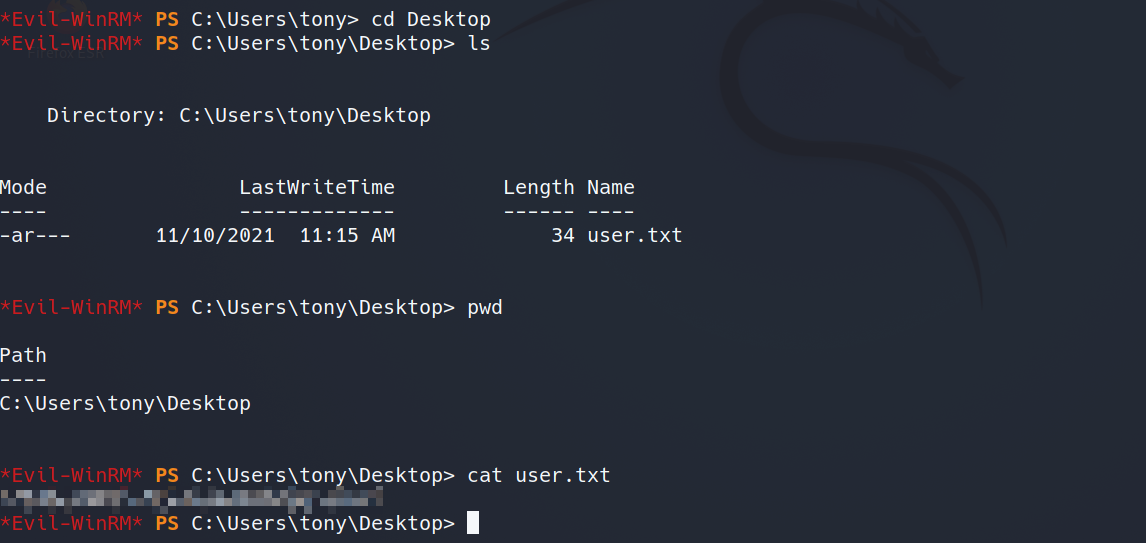 *Evil-WinRM* PS C:\Users\tony> cd Desktop
*Evil-WinRM* PS C:\Users\tony\Desktop> ls
Directory: C:\Users\tony\Desktop
Mode                LastWriteTime         Length Name
----                -------------         ------ ----
-ar---       11/10/2021  11:15 AM             34 user.txt
*Evil-WinRM* PS C:\Users\tony\Desktop> pwd
Path
----
C:\Users\tony\Desktop
*Evil-WinRM* PS C:\Users\tony\Desktop> cat user.txt
*Evil-WinRM* PS C:\Users\tony\Desktop>